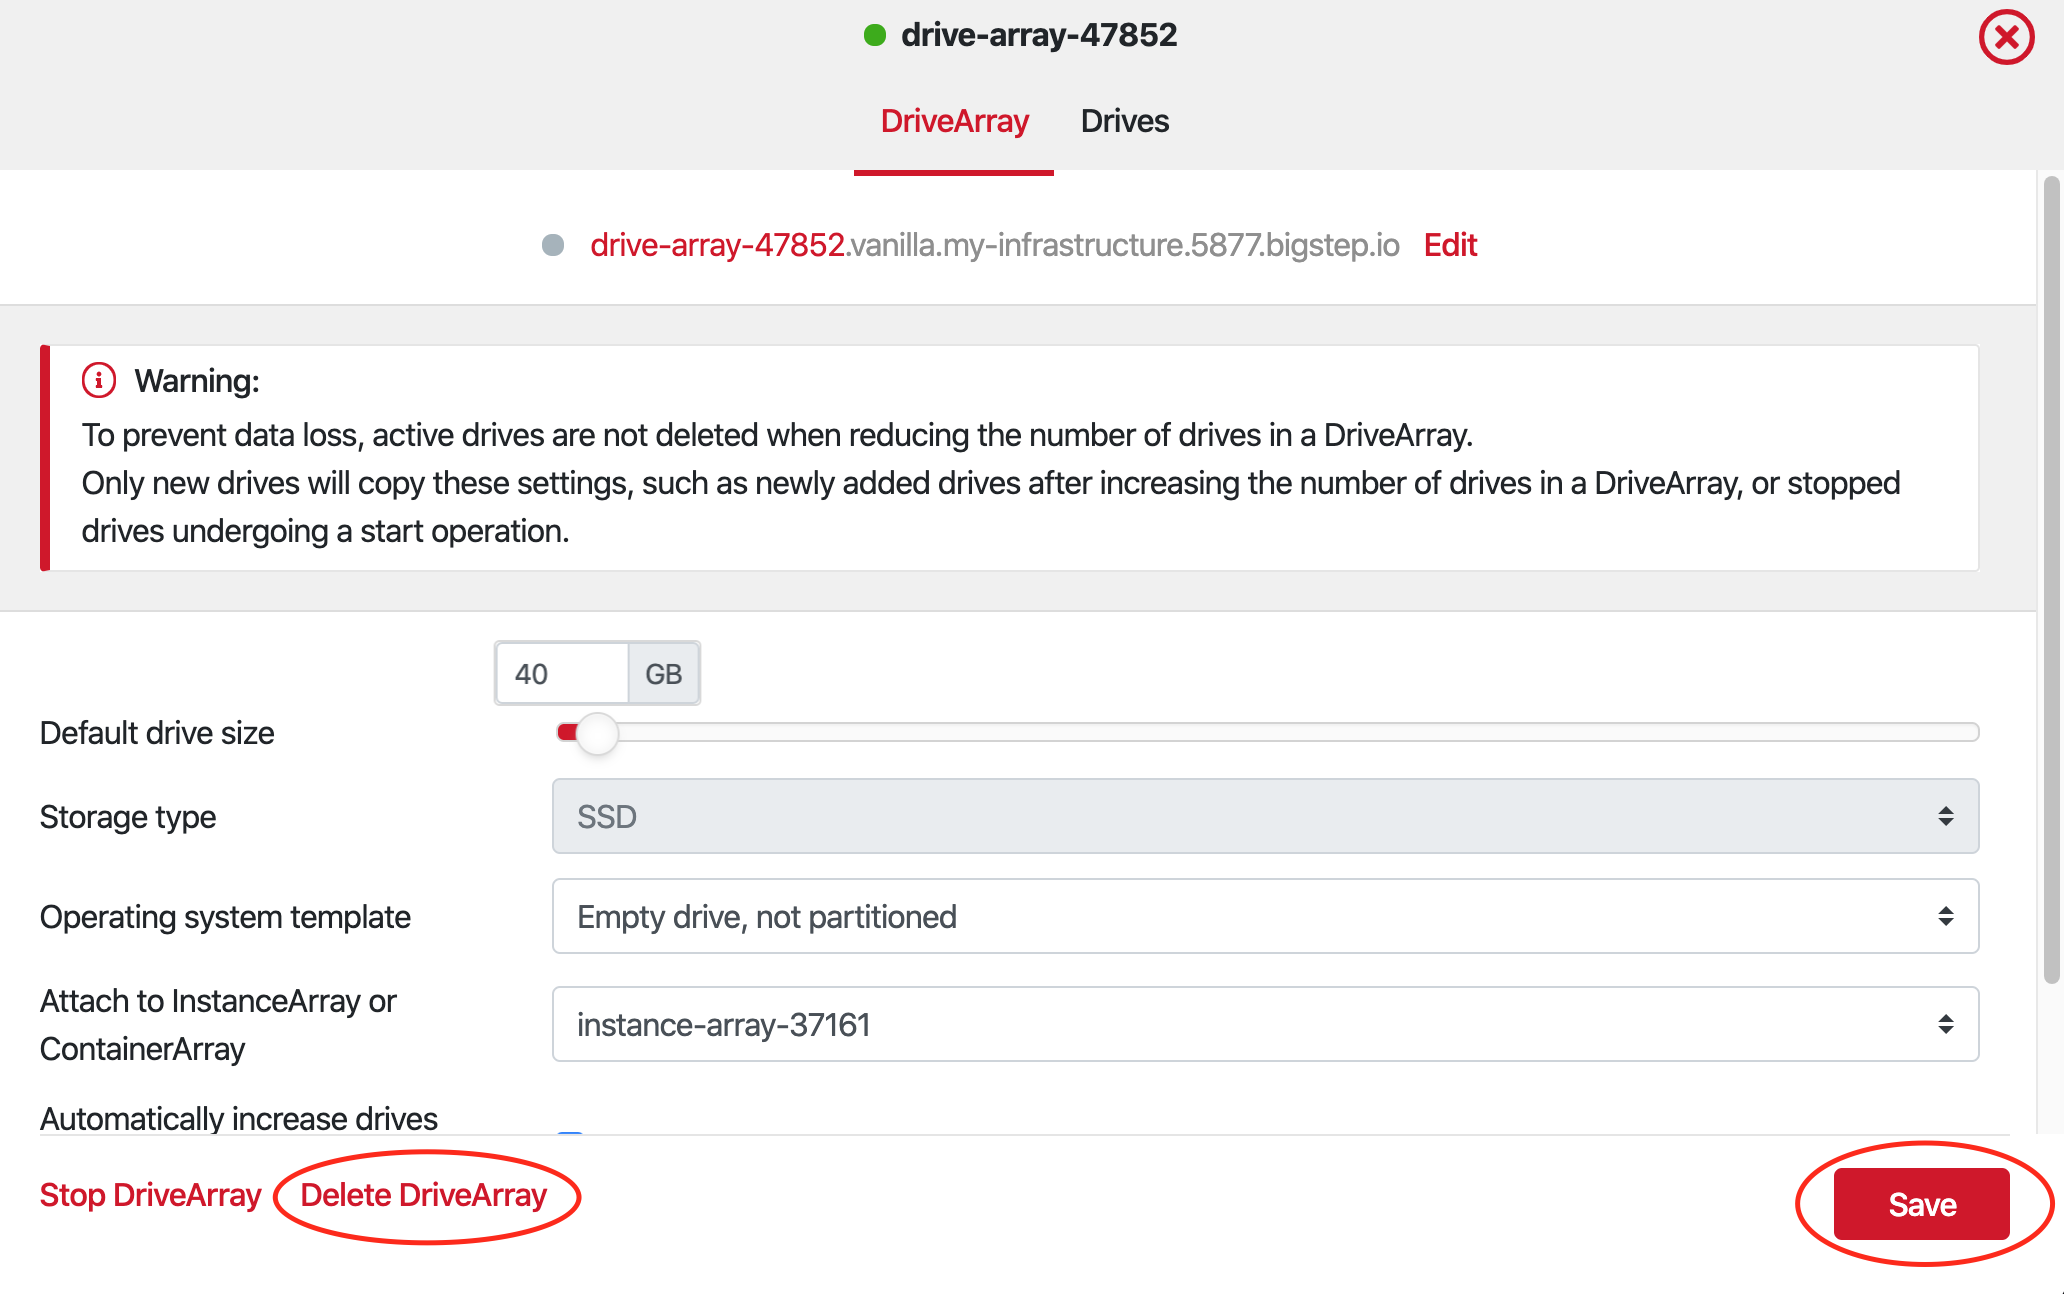 drive-array-47852
DriveArray Drives
drive-array-47852.vanilla.my-infrastructure.5877.bigstep.io Edit
Warning:
To prevent data loss, active drives are not deleted when reducing the number of drives in a DriveArray.
Only new drives will copy these settings, such as newly added drives after increasing the number of drives in a DriveArray, or stopped
drives undergoing a start operation.
40 GB
Default drive size
Storage type SSD
Operating system template Empty drive, not partitioned
Attach to InstanceArray or
ContainerArray
instance-array-37161
Automatically increase drives
Stop DriveArray Delete DriveArray Save